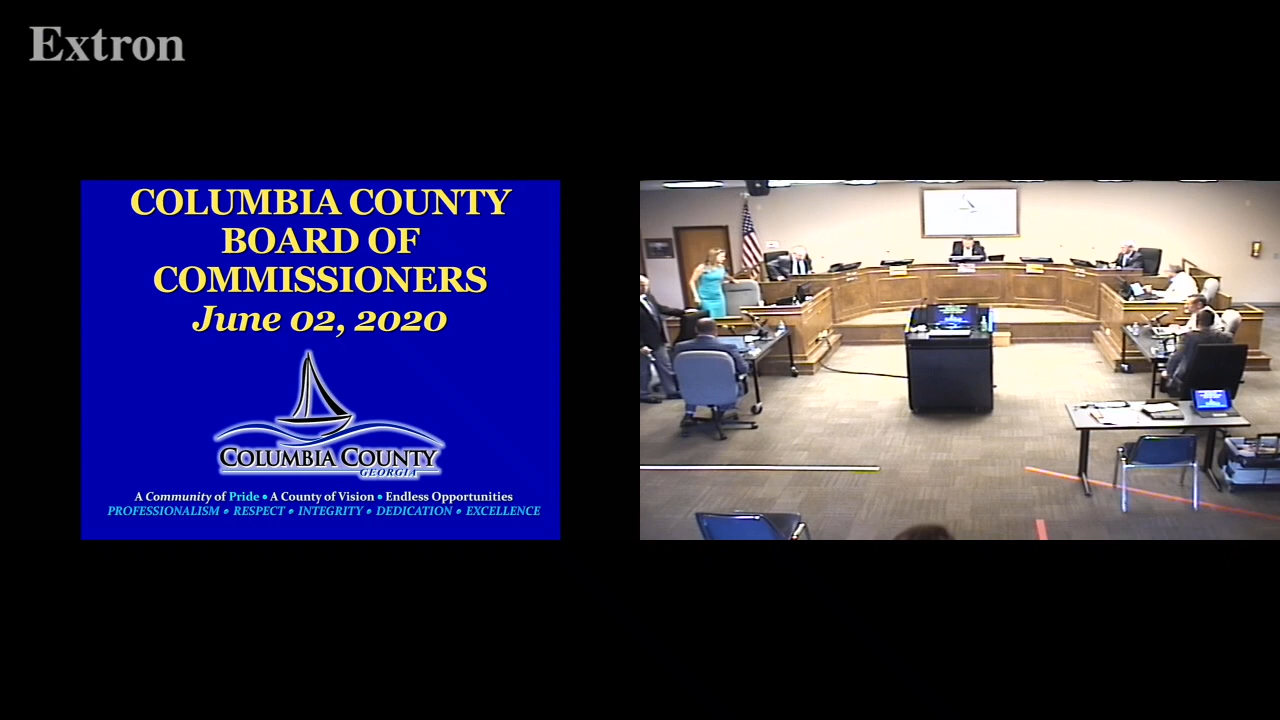 Extron
COLUMBIA COUNTY
BOARD OF
COMMISSIONERS
June 02, 2020
COLUMBIA COUNTY
GEORGIA
A Community of Pride • A County of Vision • Endless Opportunities
PROFESSIONALISM • RESPECT • INTEGRITY • DEDICATION • EXCELLENCE